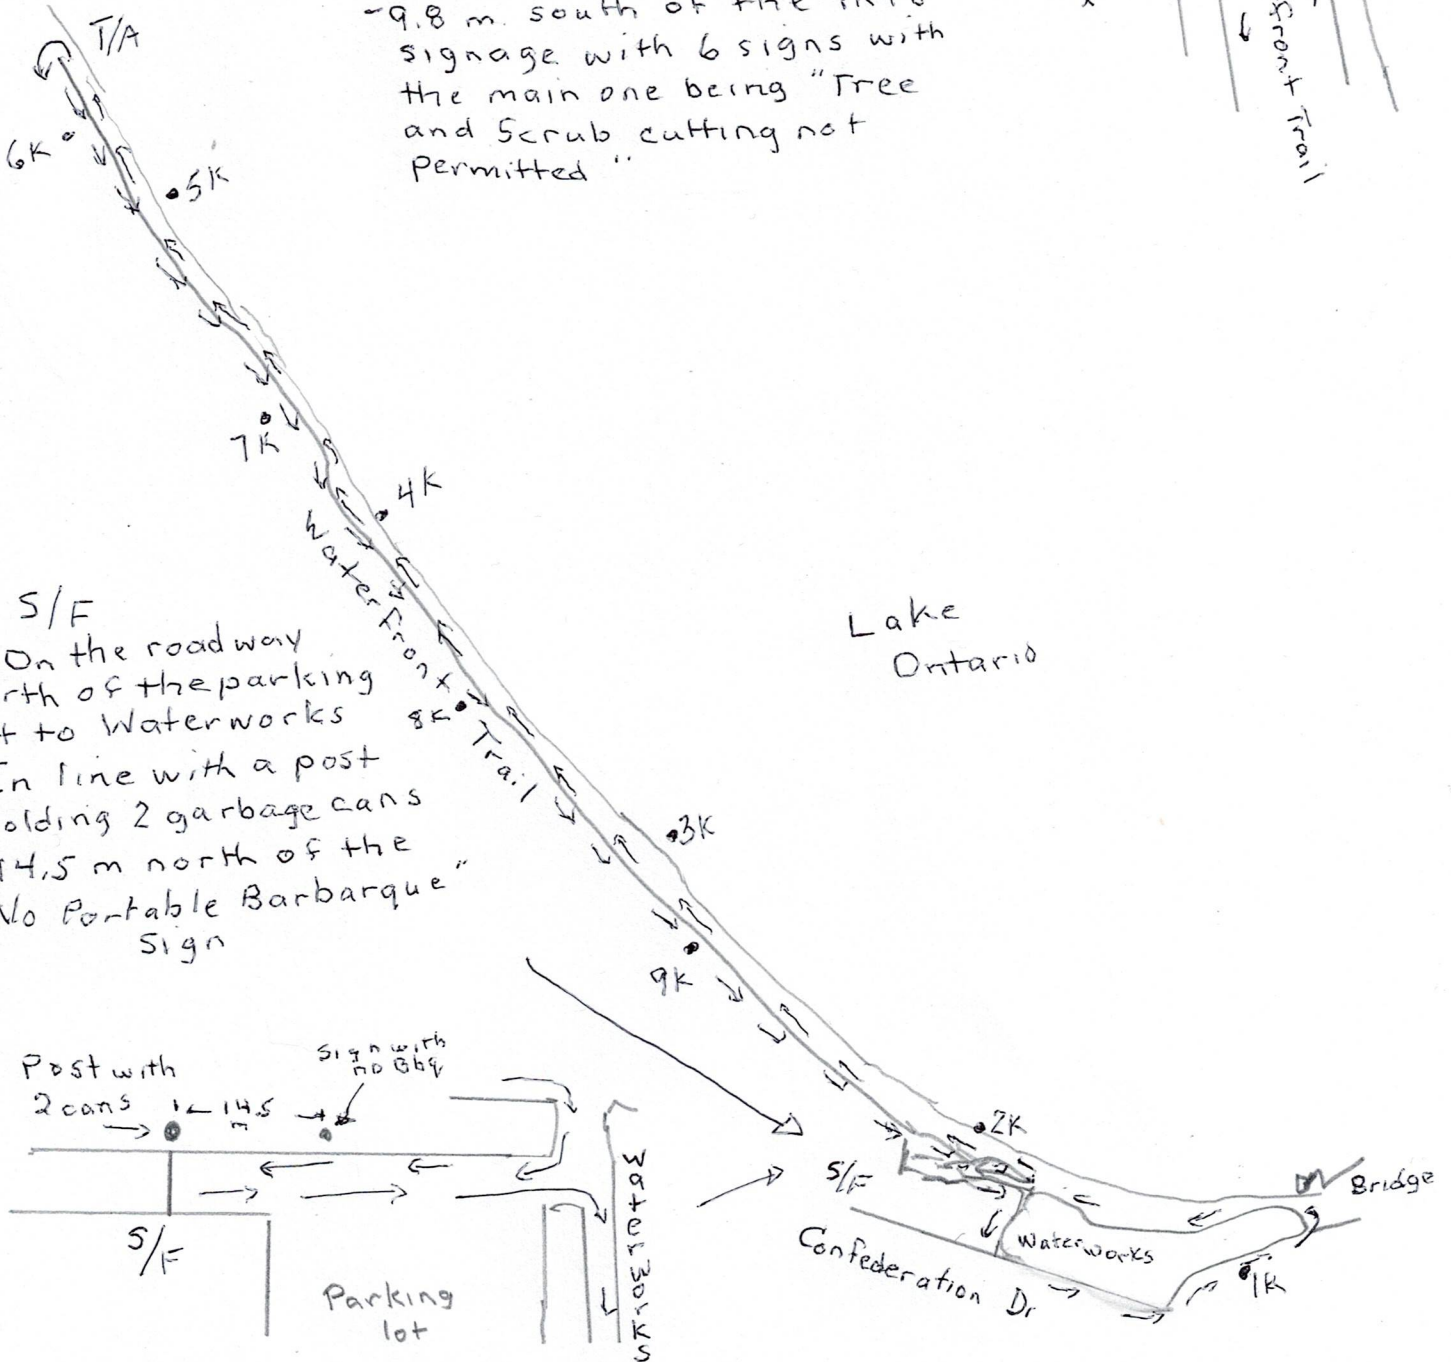 T/A
-9.8 m. south of the
signage with 6 signs with
the main one being "Tree
and Scrub cutting not
permitted"
front Trail
6K
5K
7K
4K
Waterfront Trail
8K
Lake
Ontario
S/F
On the roadway
rth of the parking
t to Waterworks
In line with a post
olding 2 garbage cans
14.5 m north of the
No Portable Barbarque"
Sign
3K
9K
Post with
2 cans
14.5
m
Sign with
no Bbq
S/F
Parking
lot
Waterworks
2K
S/F
Bridge
Waterworks
Confederation Dr
1K